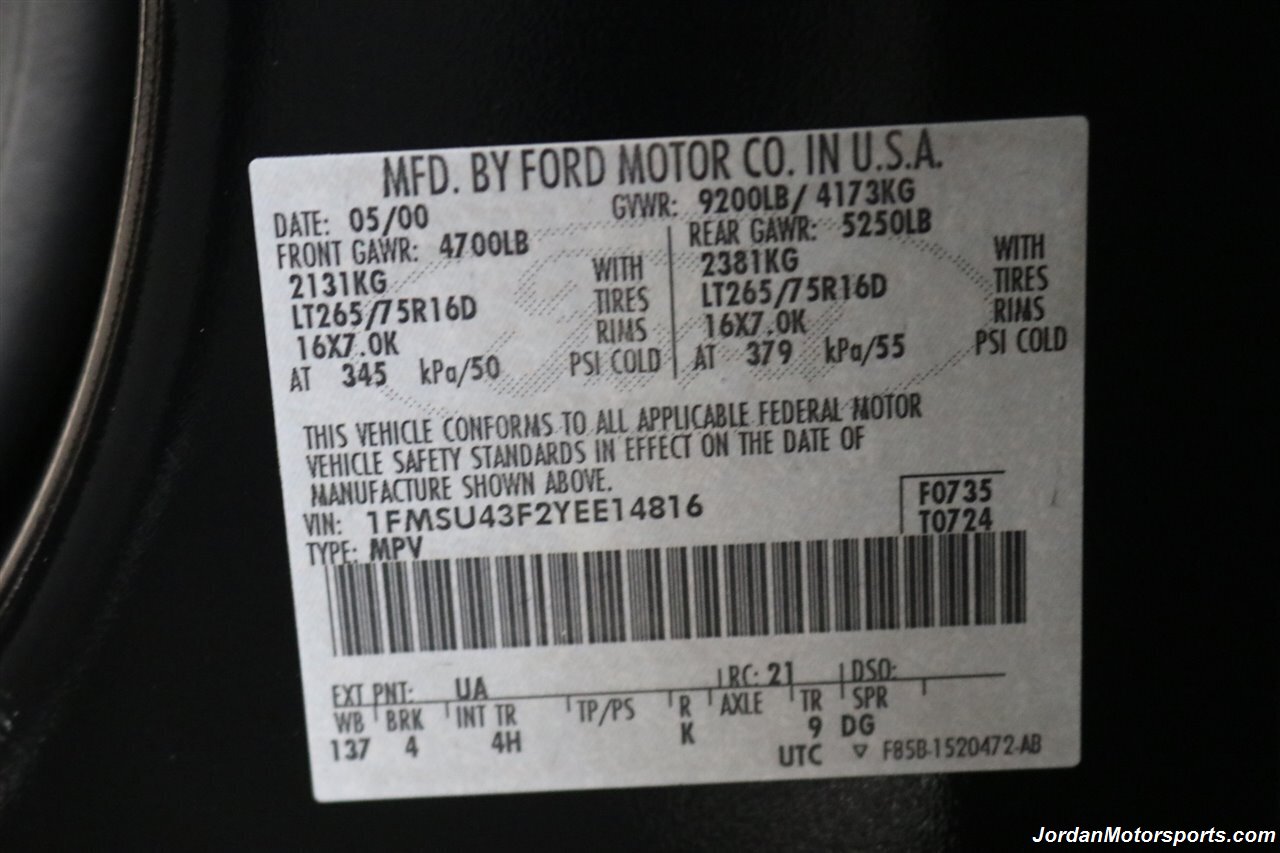 MFD. BY FORD MOTOR CO. IN U.S.A.
DATE: 05/00 GVWR: 9200LB/ 4173KG
FRONT GAWR: 4700LB REAR GAWR: 5250LB
2131KG WITH 2381KG WITH
LT265/75R16D TIRES LT265/75R16D TIRES
16X7.0K RIMS 16X7.0K RIMS
AT 345 kPa/50 PSI COLD AT 379 kPa/55 PSI COLD
THIS VEHICLE CONFORMS TO ALL APPLICABLE FEDERAL MOTOR
VEHICLE SAFETY STANDARDS IN EFFECT ON THE DATE OF
MANUFACTURE SHOWN ABOVE.
VIN: 1FMSU43F2YEE14816 F0735
TYPE: MPV T0724
EXT PNT: UA RC: 21 DSO:
WB BRK INT TR TP/PS R AXLE TR SPR
137 4 4H K 9 DG
UTC ▽ F85B-1520472-AB
JordanMotorsports.com